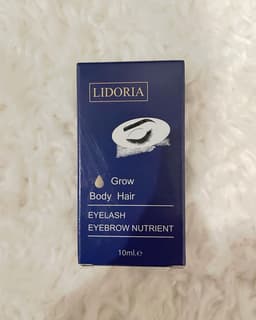 LIDORIA
Grow
Body Hair
EYELASH
EYEBROW NUTRIENT
10ml.e